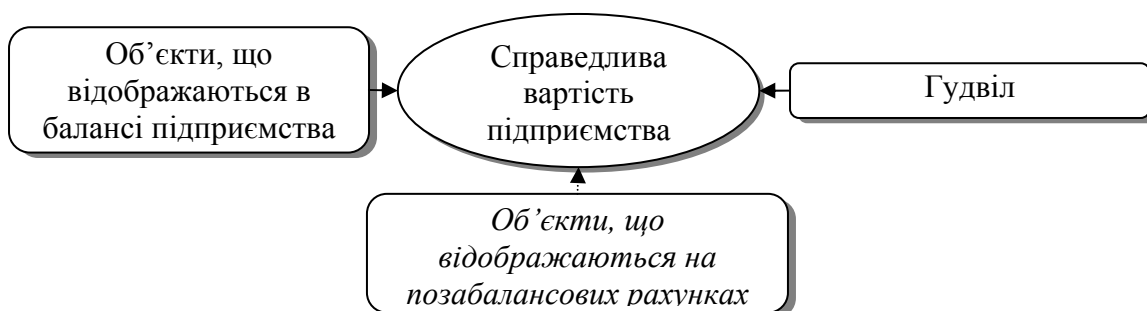 Об’єкти, що
відображаються в
балансі підприємства
Справедлива
вартість
підприємства
Гудвіл
Об’єкти, що
відображаються на
позабалансових рахунках